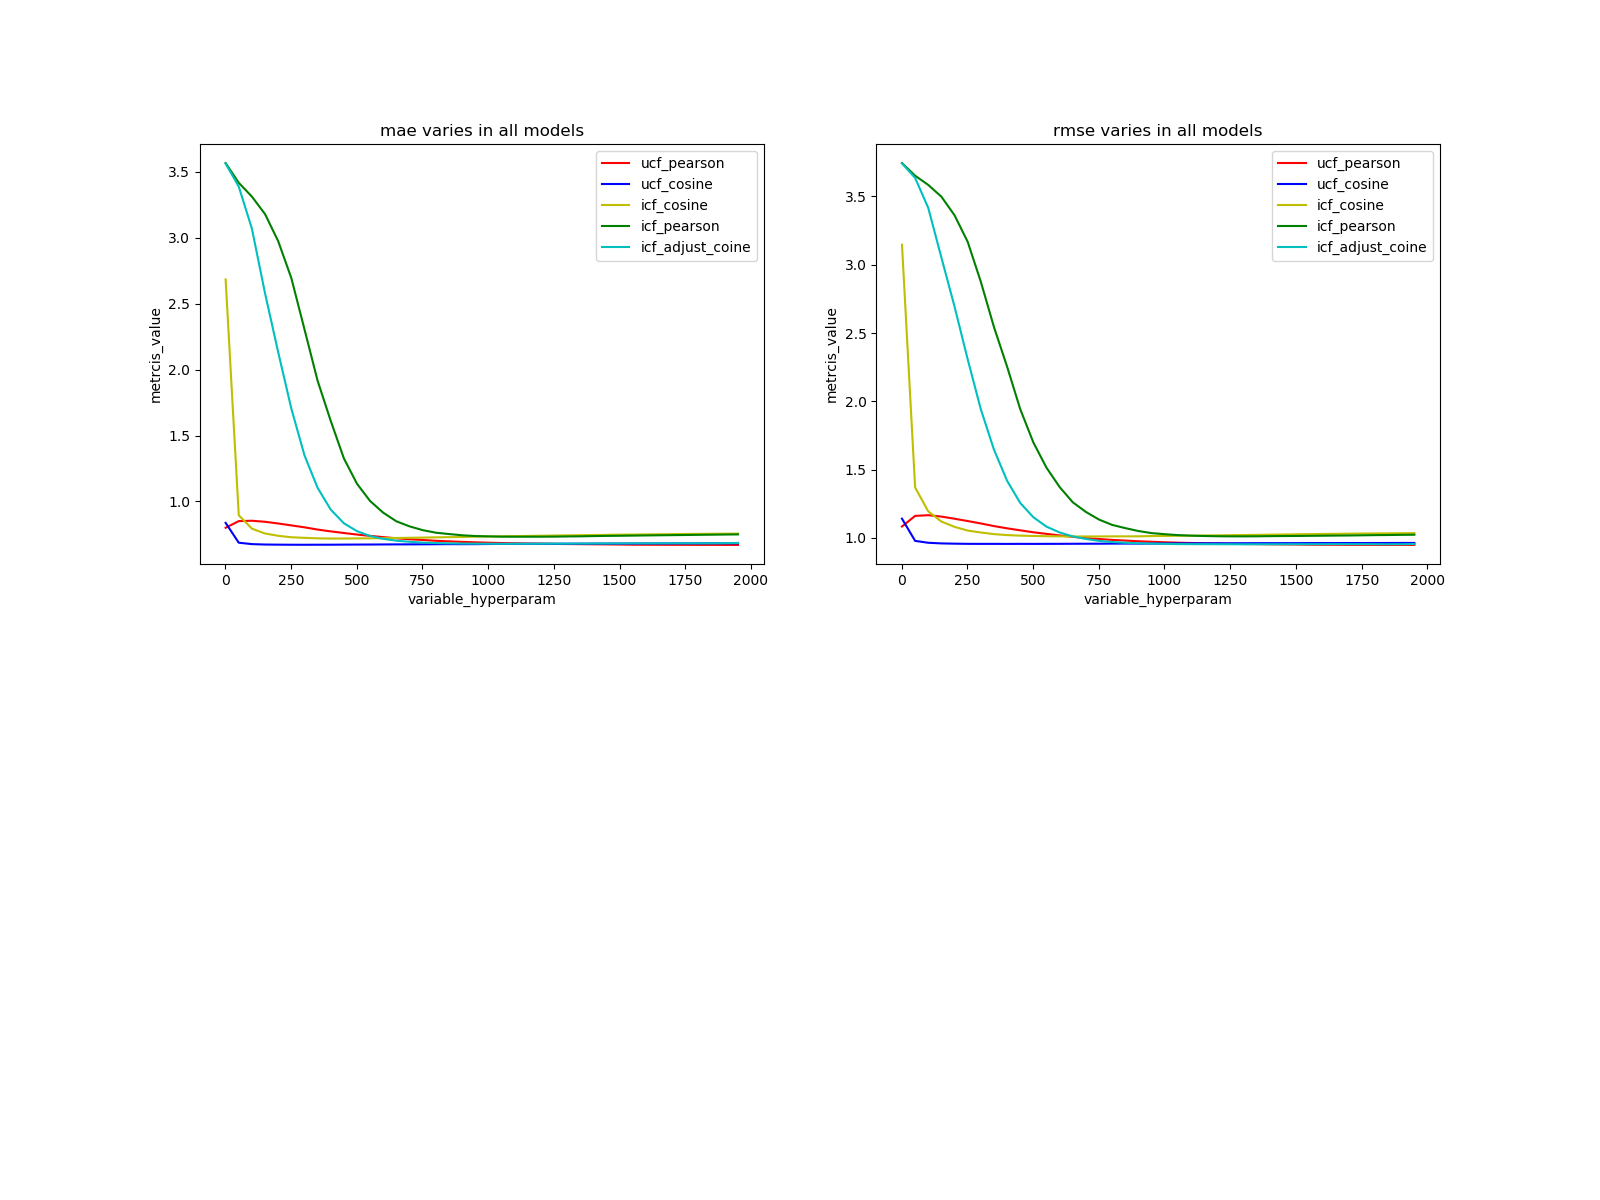 mae varies in all models
3.5
3.0
2.5
2.0
1.5
1.0
metrcis_value
ucf_pearson
ucf_cosine
icf_cosine
icf_pearson
icf_adjust_coine
0 250 500 750 1000 1250 1500 1750 2000
variable_hyperparam
rmse varies in all models
3.5
3.0
2.5
2.0
1.5
1.0
metrcis_value
ucf_pearson
ucf_cosine
icf_cosine
icf_pearson
icf_adjust_coine
0 250 500 750 1000 1250 1500 1750 2000
variable_hyperparam